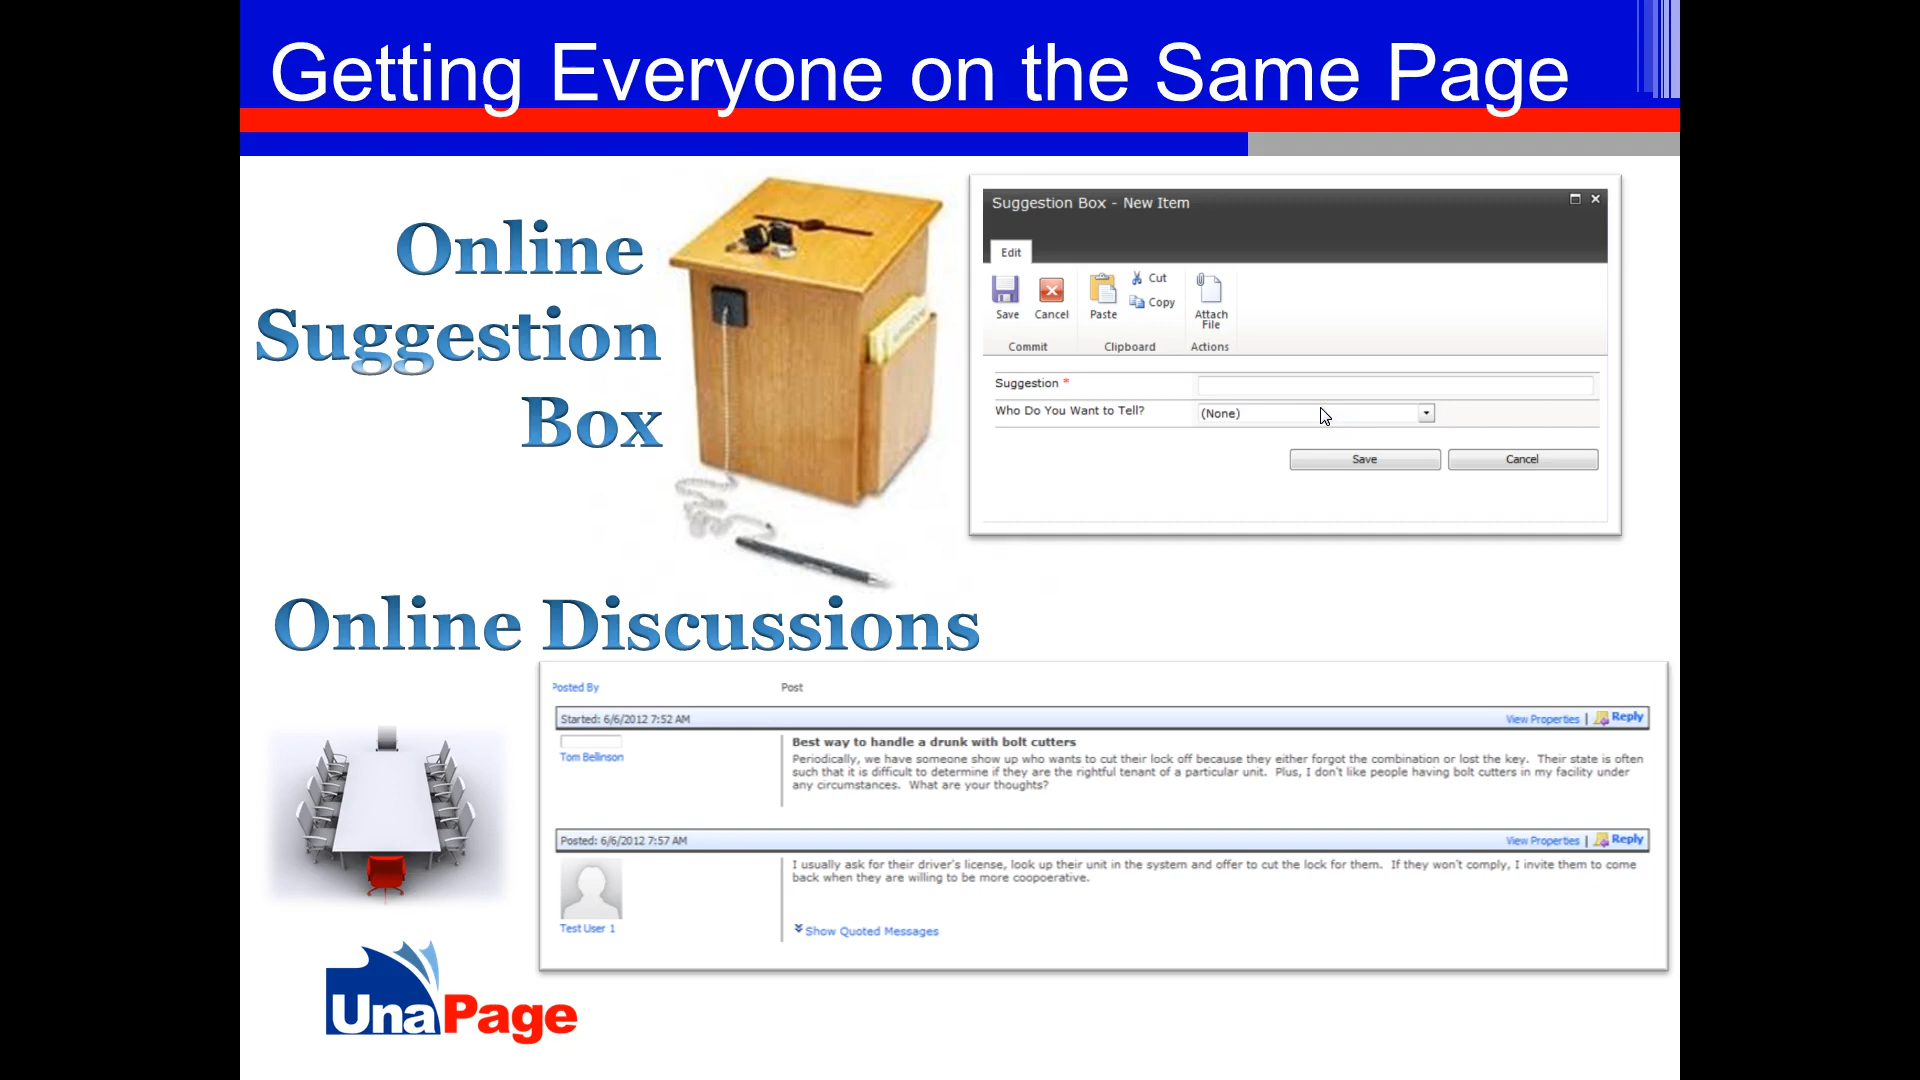 Getting Everyone on the Same Page
Online
Suggestion
Box
Suggestion Box - New Item
Edit
Save
Cancel
Paste
Cut
Copy
Attach
File
Commit
Clipboard
Actions
Suggestion *
Who Do You Want to Tell?
(None)
Save
Cancel
Online Discussions
Posted By
Post
Started: 6/6/2012 7:52 AM
View Properties | Reply
Tom Bellinson
Best way to handle a drunk with bolt cutters
Periodically, we have someone show up who wants to cut their lock off because they either forgot the combination or lost the key. Their state is often
such that it is difficult to determine if they are the rightful tenant of a particular unit. Plus, I don't like people having bolt cutters in my facility under
any circumstances. What are your thoughts?
Posted: 6/6/2012 7:57 AM
View Properties | Reply
Test User 1
I usually ask for their driver's license, look up their unit in the system and offer to cut the lock for them. If they won't comply, I invite them to come
back when they are willing to be more coopoerative.
Show Quoted Messages
UnaPage